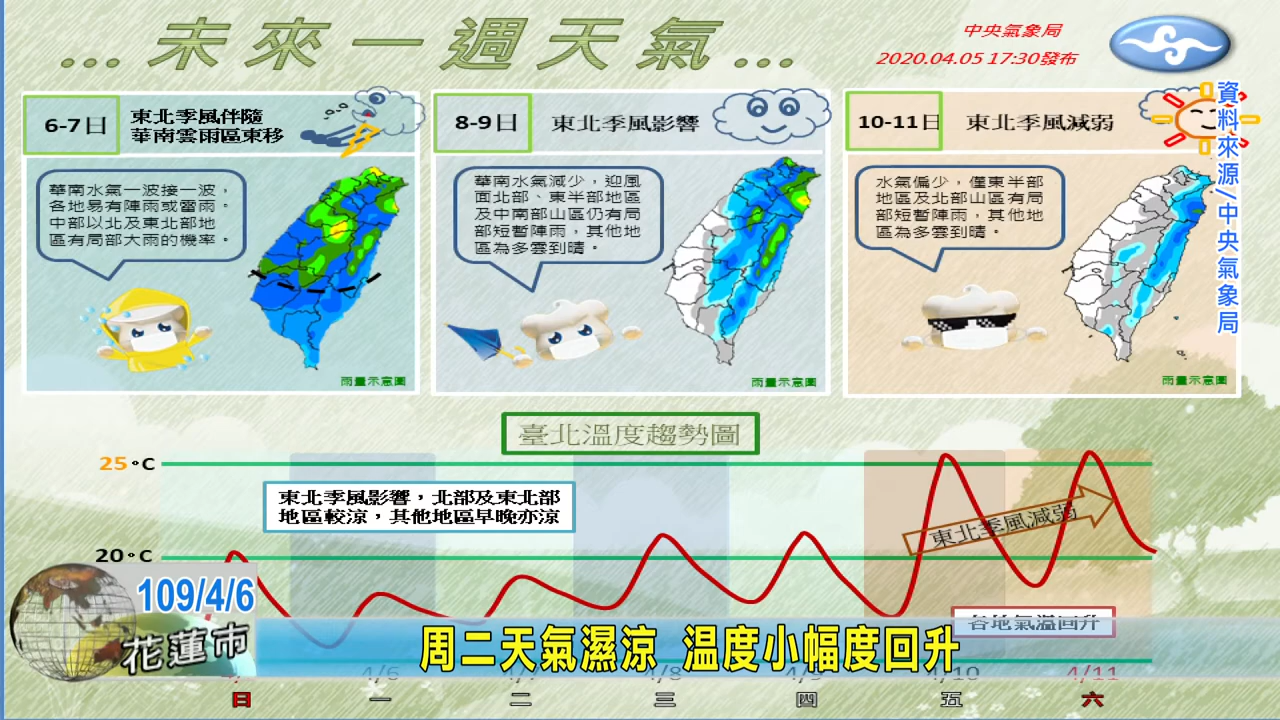 ...未來一週天氣...
中央氣象局
2020.04.05 17:30發布
資料來源/中央氣象局
6-7日
東北季風伴隨
華南雲雨區東移
華南水氣一波接一波，
各地易有陣雨或雷雨。
中部以北及東北部地
區有局部大雨的機率。
雨量示意圖
8-9日
東北季風影響
華南水氣減少，迎風
面北部、東半部地區
及中南部山區仍有局
部短暫陣雨，其他地
區為多雲到晴。
雨量示意圖
10-11日
東北季風減弱
水氣偏少，僅東半部
地區及北部山區有局
部短暫陣雨，其他地
區為多雲到晴。
雨量示意圖
臺北溫度趨勢圖
25°C
東北季風影響，北部及東北部
地區較涼，其他地區早晚亦涼
東北季風減弱
20°C
109/4/6
花蓮市
各地氣溫回升
周二天氣濕涼 溫度小幅度回升
4/6 4/7 4/8 4/9 4/10 4/11
日 一 二 三 四 五 六